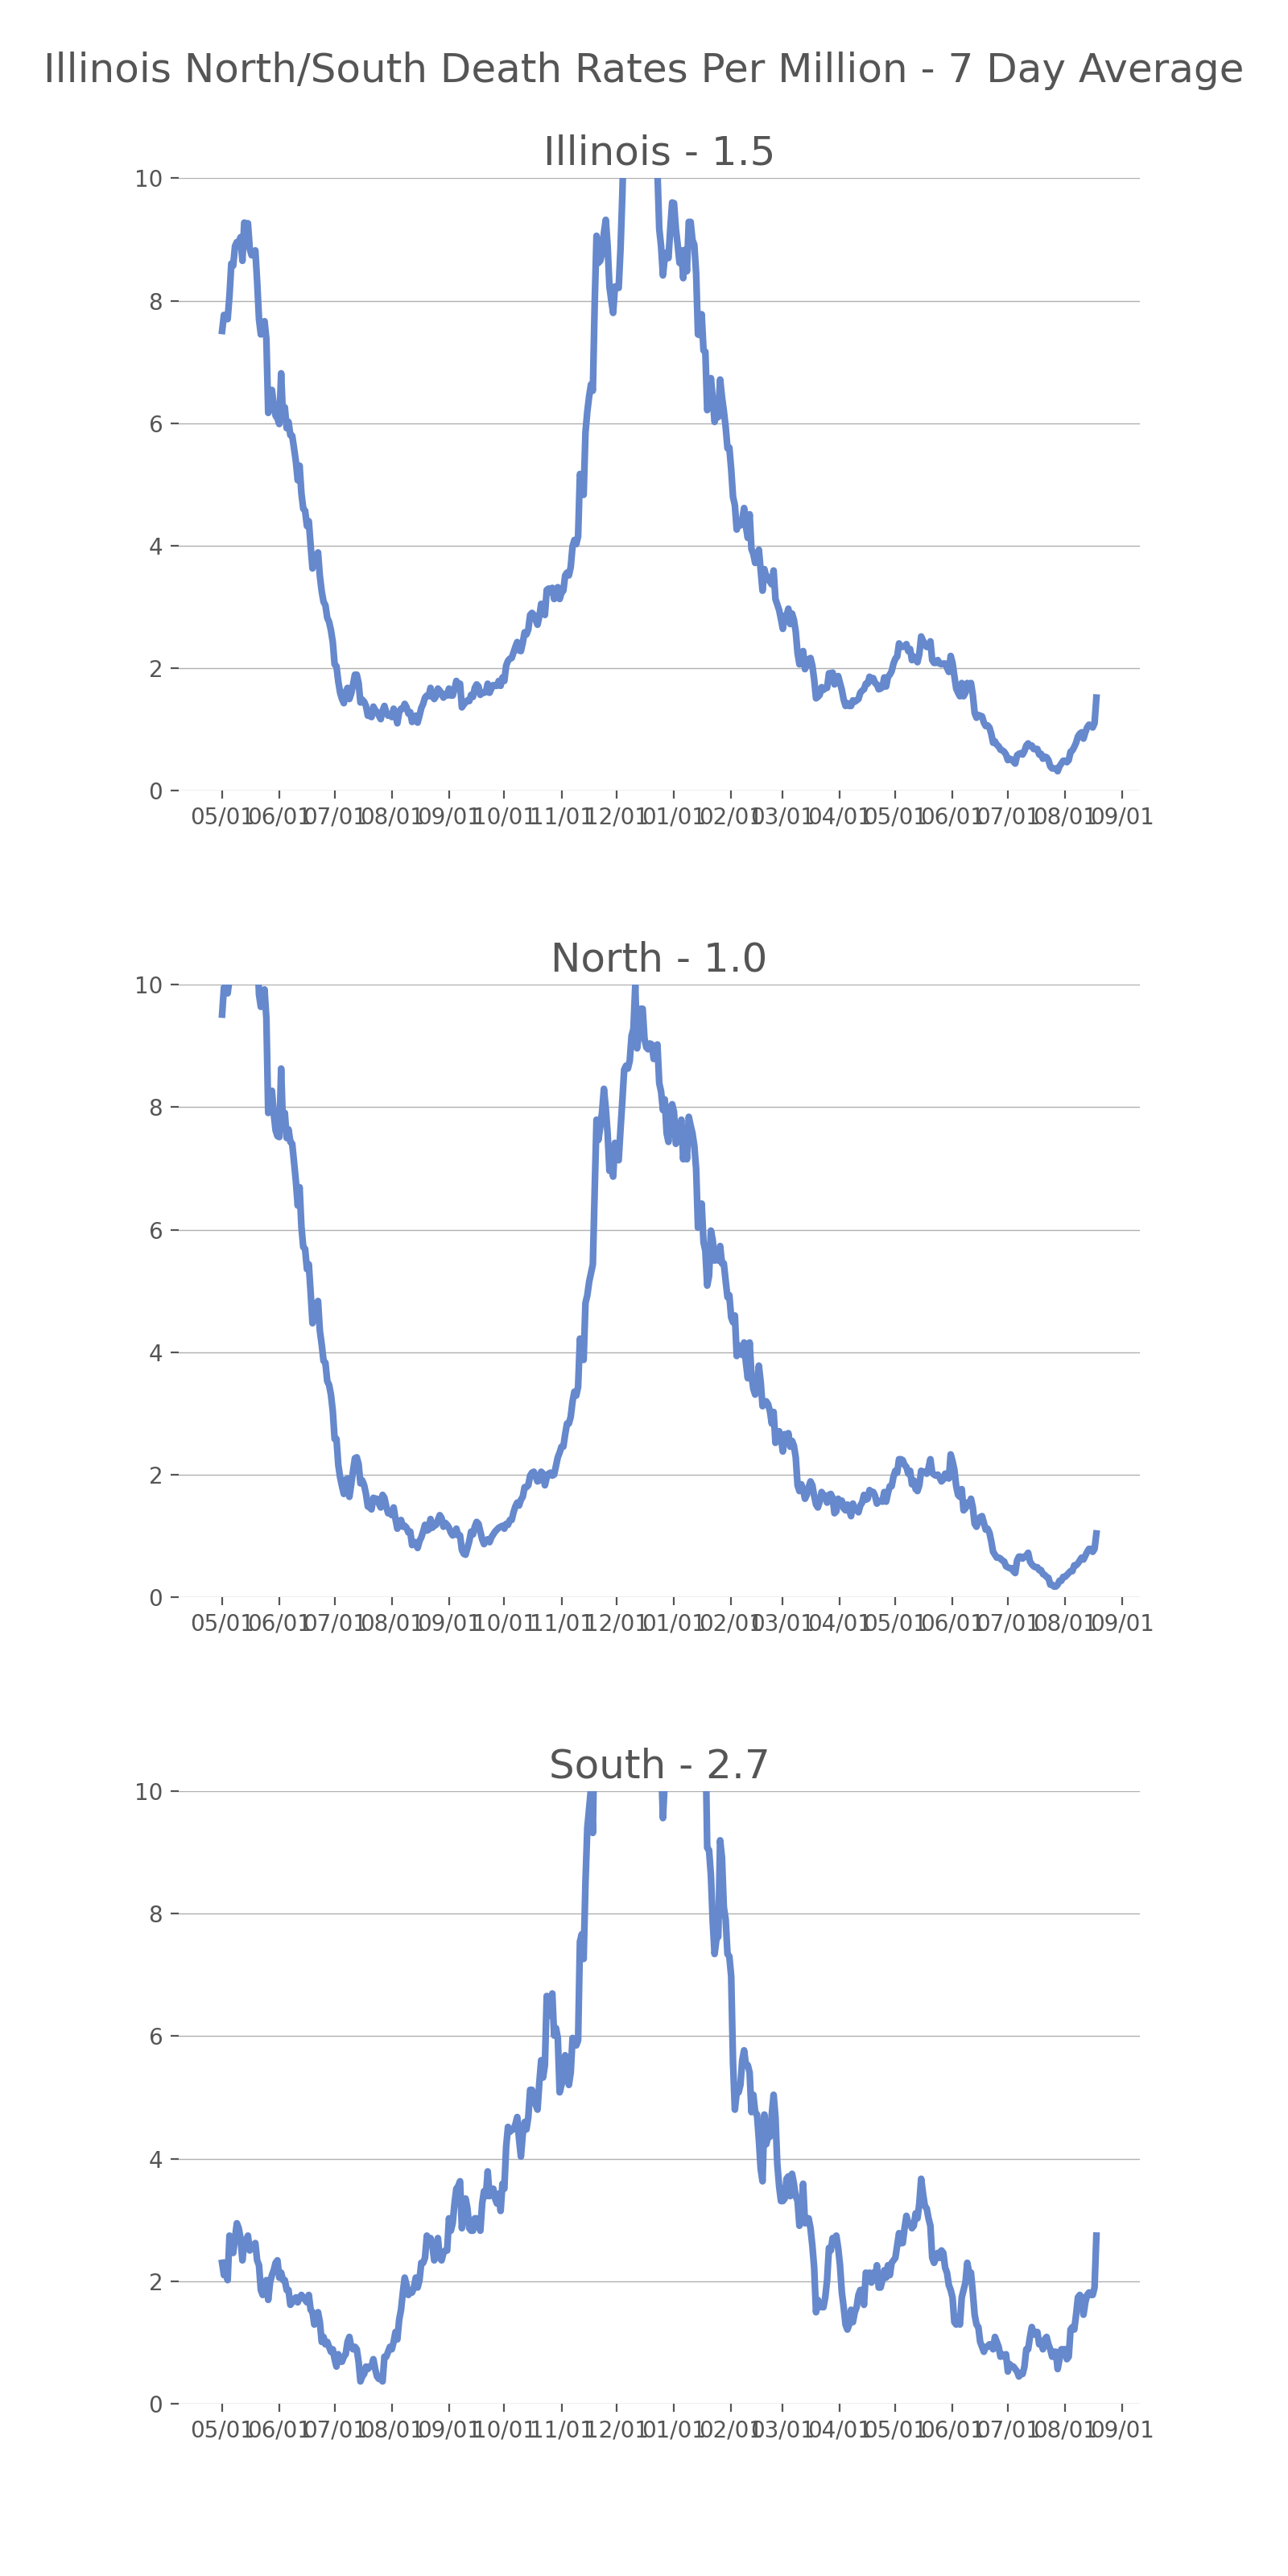 Illinois North/South Death Rates Per Million - 7 Day Average
Illinois - 1.5
10
8
6
4
2
0
05/01 06/01 07/01 08/01 09/01 10/01 11/01 12/01 01/01 02/01 03/01 04/01 05/01 06/01 07/01 08/01 09/01
North - 1.0
10
8
6
4
2
0
05/01 06/01 07/01 08/01 09/01 10/01 11/01 12/01 01/01 02/01 03/01 04/01 05/01 06/01 07/01 08/01 09/01
South - 2.7
10
8
6
4
2
0
05/01 06/01 07/01 08/01 09/01 10/01 11/01 12/01 01/01 02/01 03/01 04/01 05/01 06/01 07/01 08/01 09/01